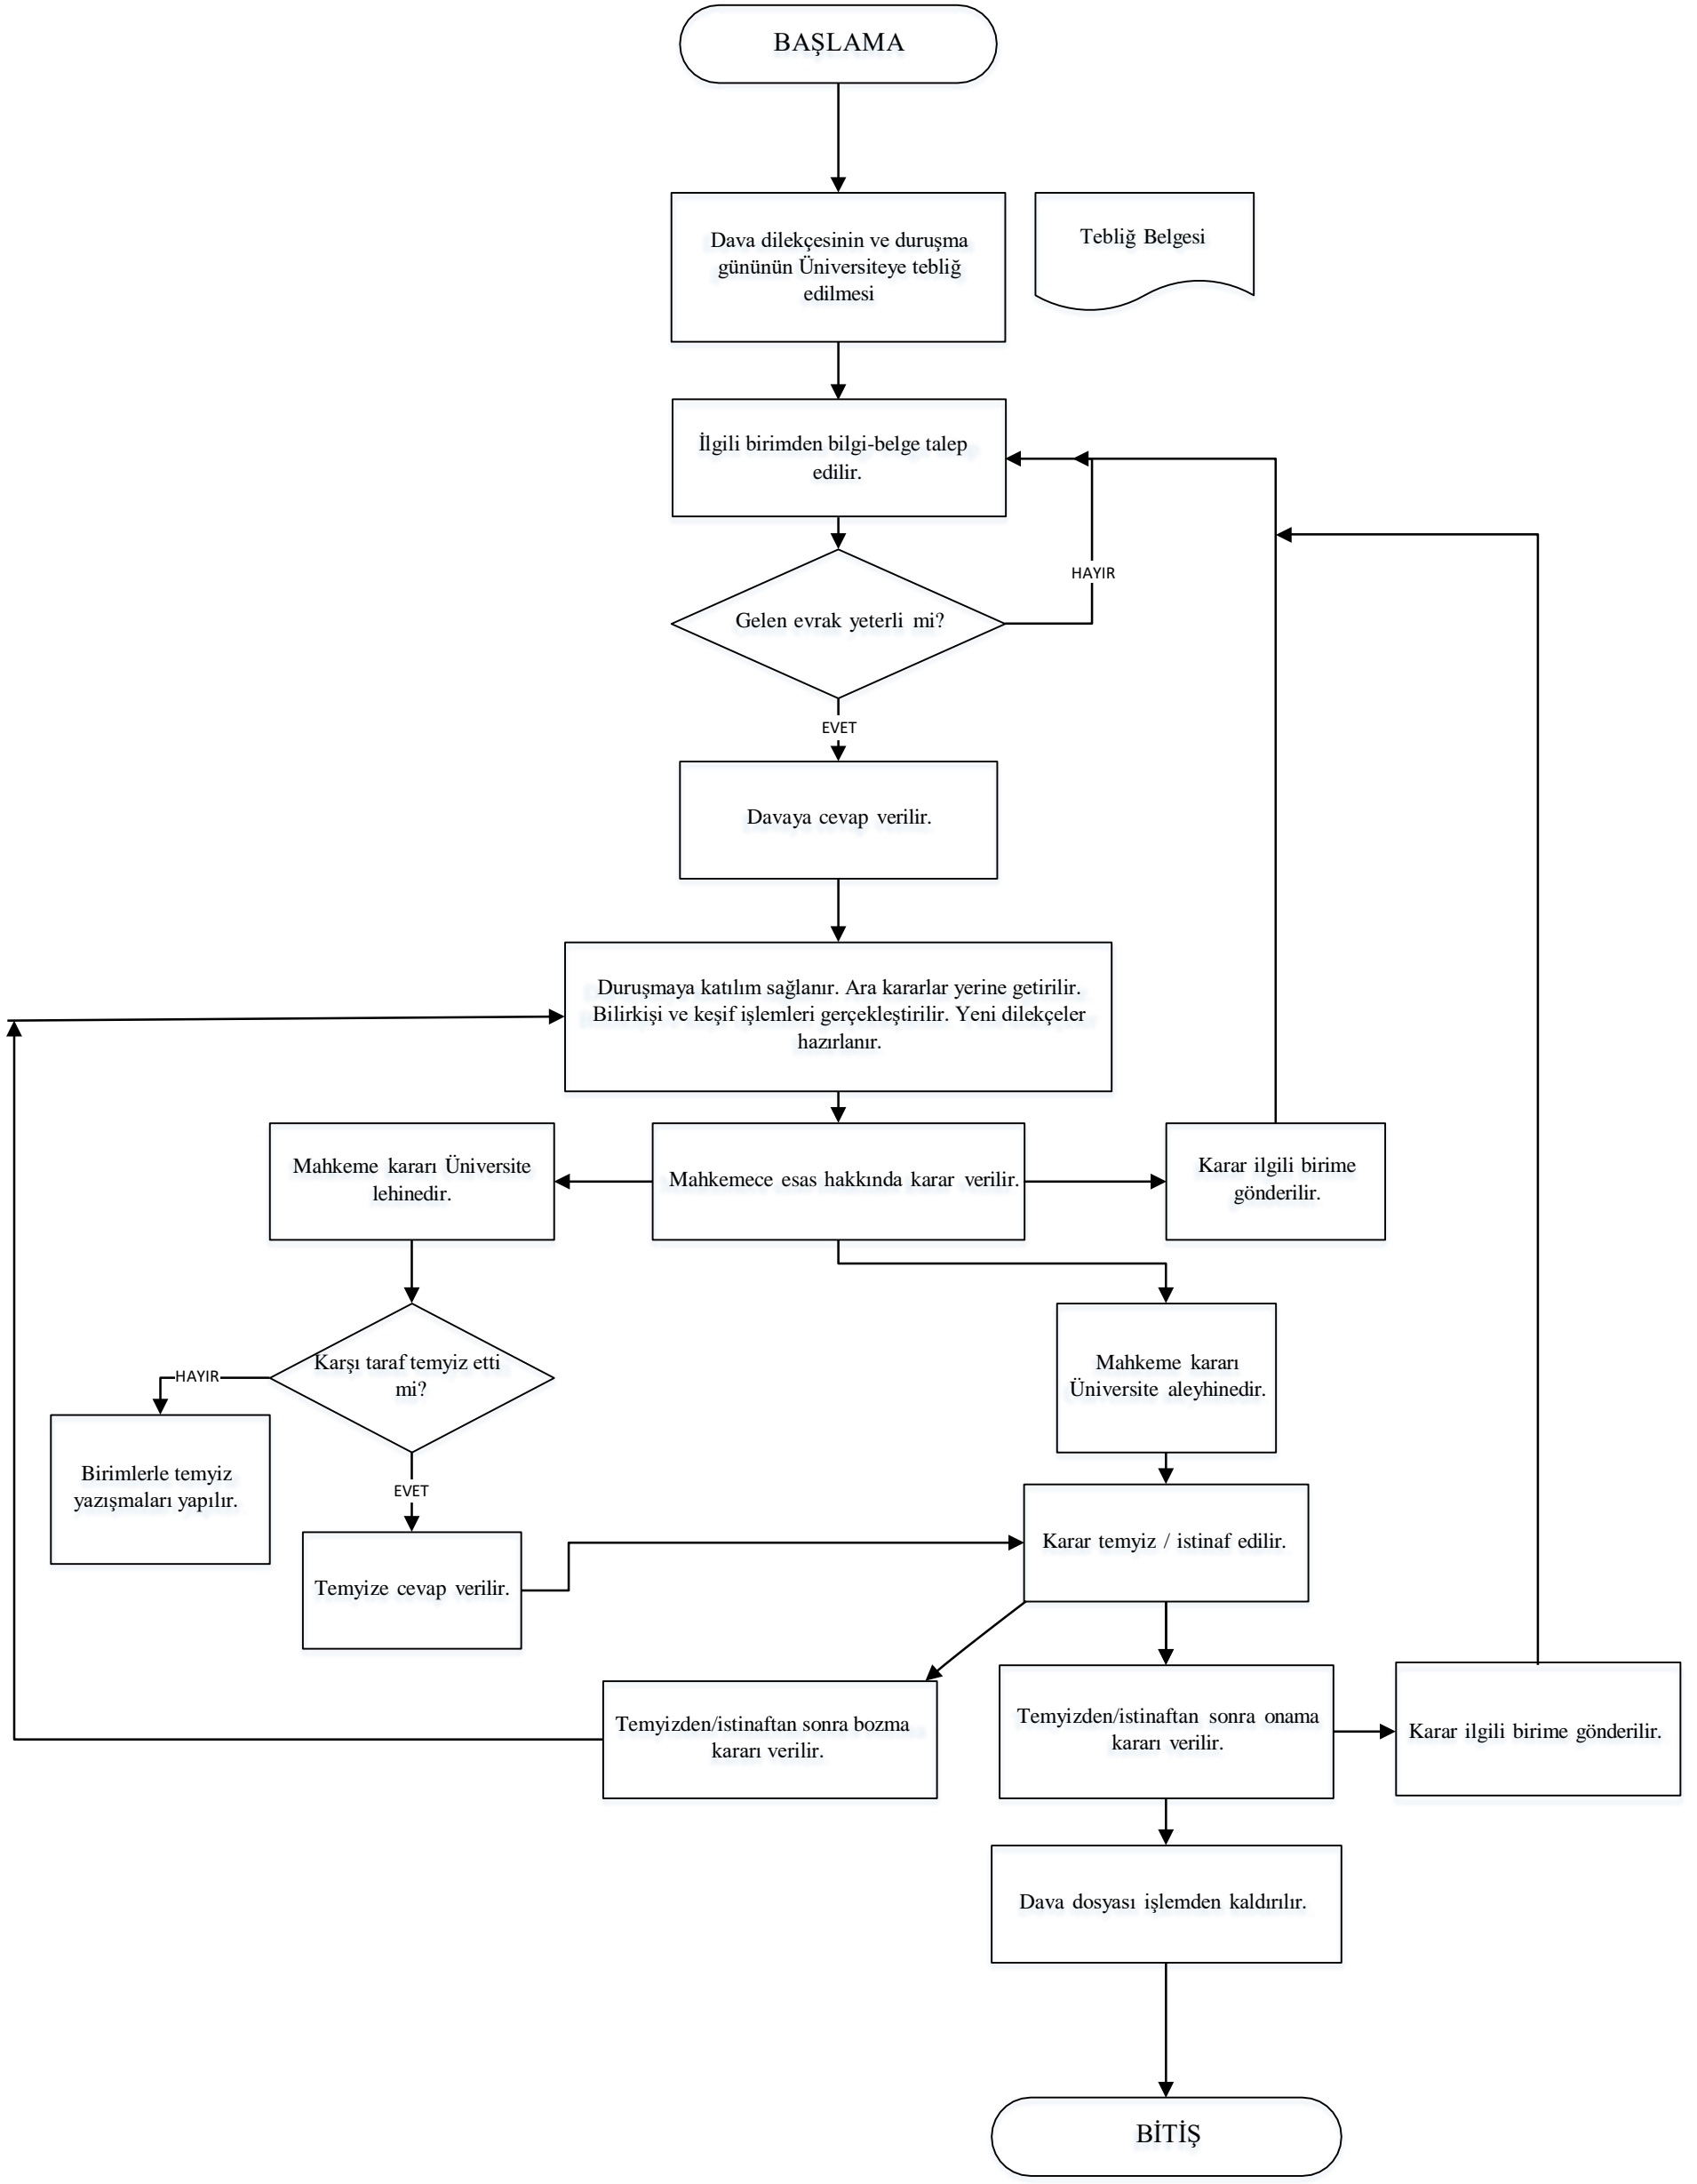 BAŞLAMA
Dava dilekçesinin ve duruşma
gününün Üniversiteye tebliğ
edilmesi
Tebliğ Belgesi
İlgili birimden bilgi-belge talep
edilir.
HAYIR
Gelen evrak yeterli mi?
EVET
Davaya cevap verilir.
Duruşmaya katılım sağlanır. Ara kararlar yerine getirilir.
Bilirkişi ve keşif işlemleri gerçekleştirilir. Yeni dilekçeler
hazırlanır.
Mahkeme kararı Üniversite
lehinedir.
Mahkemece esas hakkında karar verilir.
Karar ilgili birime
gönderilir.
Karşı taraf temyiz etti
mi?
HAYIR
Mahkeme kararı
Üniversite aleyhinedir.
Birimlerle temyiz
yazışmaları yapılır.
EVET
Temyize cevap verilir.
Karar temyiz / istinaf edilir.
Temyizden/istinaftan sonra bozma
kararı verilir.
Temyizden/istinaftan sonra onama
kararı verilir.
Karar ilgili birime gönderilir.
Dava dosyası işlemden kaldırılır.
BİTİŞ